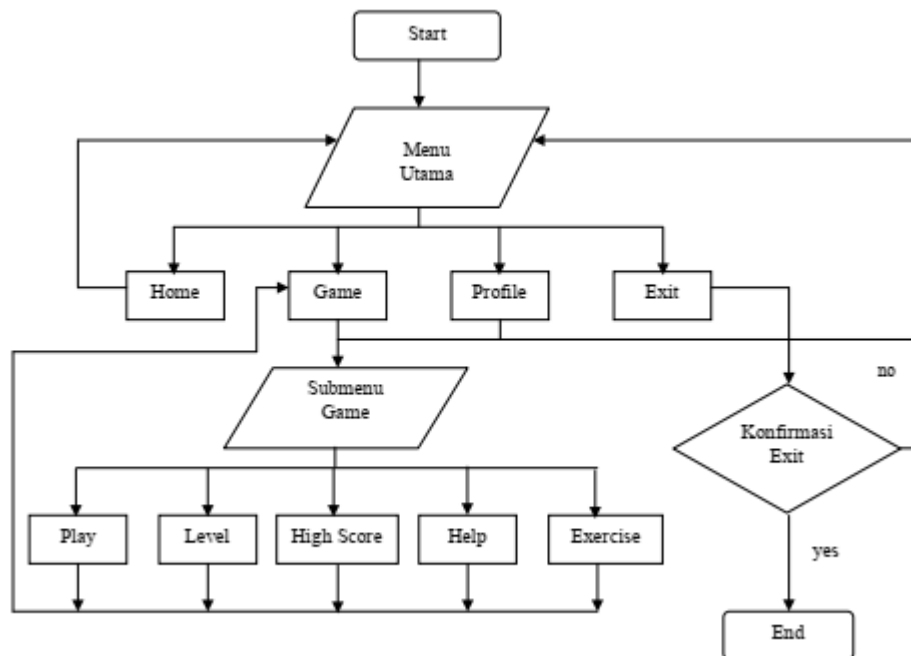 Start
Menu
Utama
Home
Game
Profile
Exit
Submenu
Game
no
Konfirmasi
Exit
Play
Level
High Score
Help
Exercise
yes
End